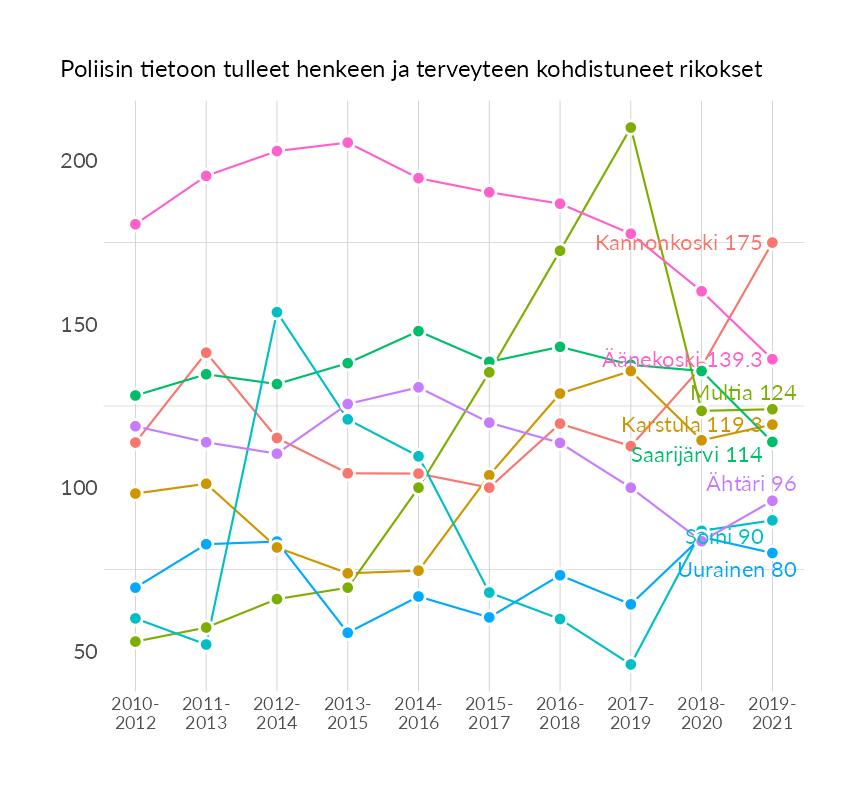 Poliisin tietoon tulleet henkeen ja terveyteen kohdistuneet rikokset
200
150
100
50
Kannonkoski 175
Äänekoski 139.3
Multia 124
Karstula 119.3
Saarijärvi 114
Ähtäri 96
Soini 90
Uurainen 80
2010- 2011- 2012- 2013- 2014- 2015- 2016- 2017- 2018- 2019-
2012 2013 2014 2015 2016 2017 2018 2019 2020 2021